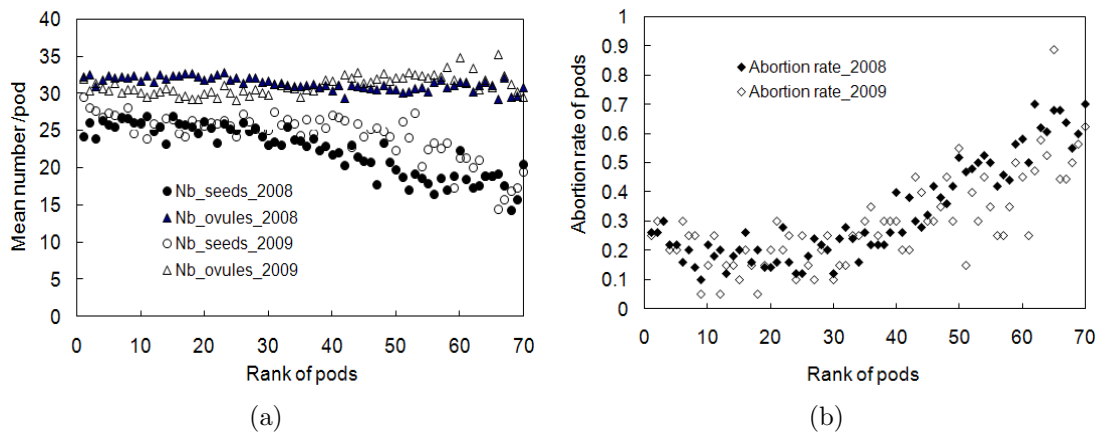 40
35
30
25
20
15
10
5
0
Mean number/pod
Nb_seeds_2008
Nb_ovules_2008
Nb_seeds_2009
Nb_ovules_2009
0 10 20 30 40 50 60 70
Rank of pods
(a)
1
0.9
0.8
0.7
0.6
0.5
0.4
0.3
0.2
0.1
0
Abortion rate of pods
Abortion rate_2008
Abortion rate_2009
0 10 20 30 40 50 60 70
Rank of pods
(b)